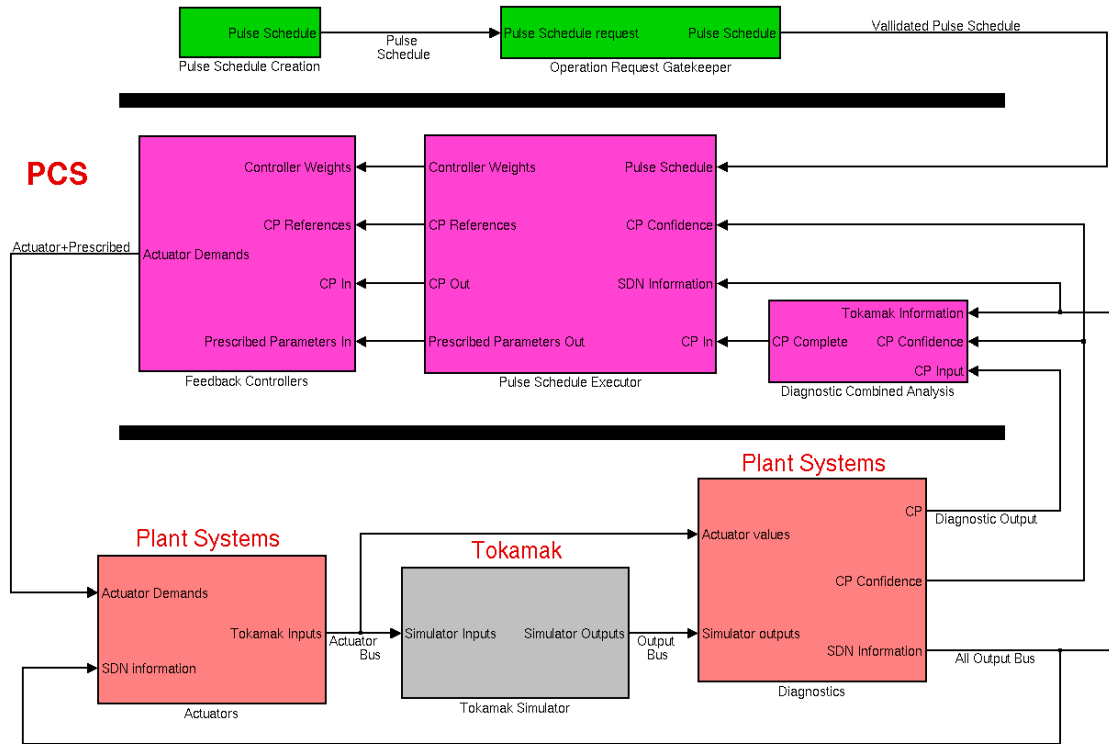 Pulse Schedule
Pulse Schedule Creation
Pulse
Schedule
Pulse Schedule request
Pulse Schedule
Operation Request Gatekeeper
Vallidated Pulse Schedule
PCS
Actuator+Prescribed
Controller Weights
CP References
Actuator Demands
CP In
Prescribed Parameters In
Feedback Controllers
Controller Weights
Pulse Schedule
CP References
CP Confidence
CP Out
SDN Information
Prescribed Parameters Out
CP In
Pulse Schedule Executor
Tokamak Information
CP Complete
CP Confidence
CP Input
Diagnostic Combined Analysis
Plant Systems
Actuator Demands
Tokamak Inputs
SDN information
Actuators
Actuator
Bus
Tokamak
Simulator Inputs
Simulator Outputs
Tokamak Simulator
Output
Bus
Plant Systems
CP
Actuator values
CP Confidence
Simulator outputs
SDN Information
Diagnostics
Diagnostic Output
All Output Bus